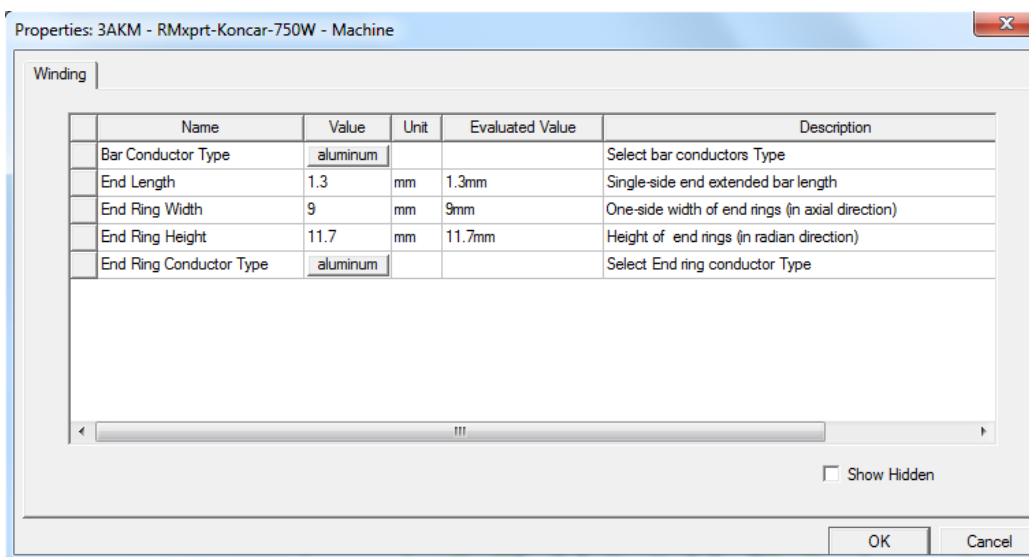 Properties: 3AKM - RMxprt-Koncar-750W - Machine
Winding
Name Value Unit Evaluated Value Description
Bar Conductor Type aluminum Select bar conductors Type
End Length 1.3 mm 1.3mm Single-side end extended bar length
End Ring Width 9 mm 9mm One-side width of end rings (in axial direction)
End Ring Height 11.7 mm 11.7mm Height of end rings (in radian direction)
End Ring Conductor Type aluminum Select End ring conductor Type
Show Hidden
OK Cancel